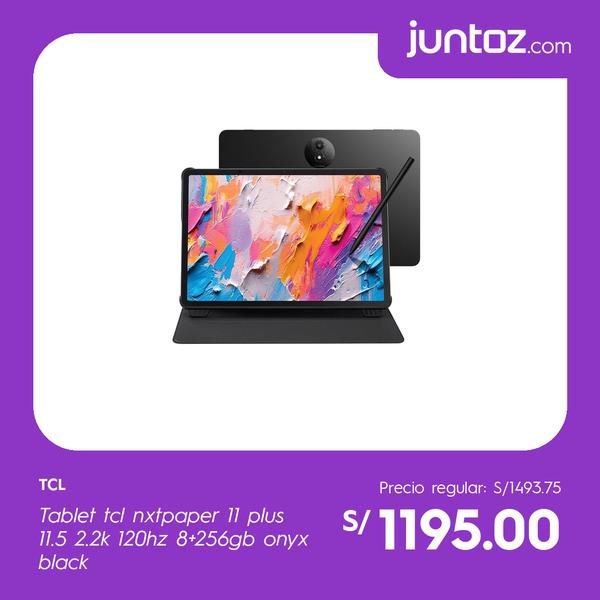 juntoz.com
TCL
Tablet tcl nxtpaper 11 plus
11.5 2.2k 120hz 8+256gb onyx
black
Precio regular: S/1493.75
S/ 1195.00